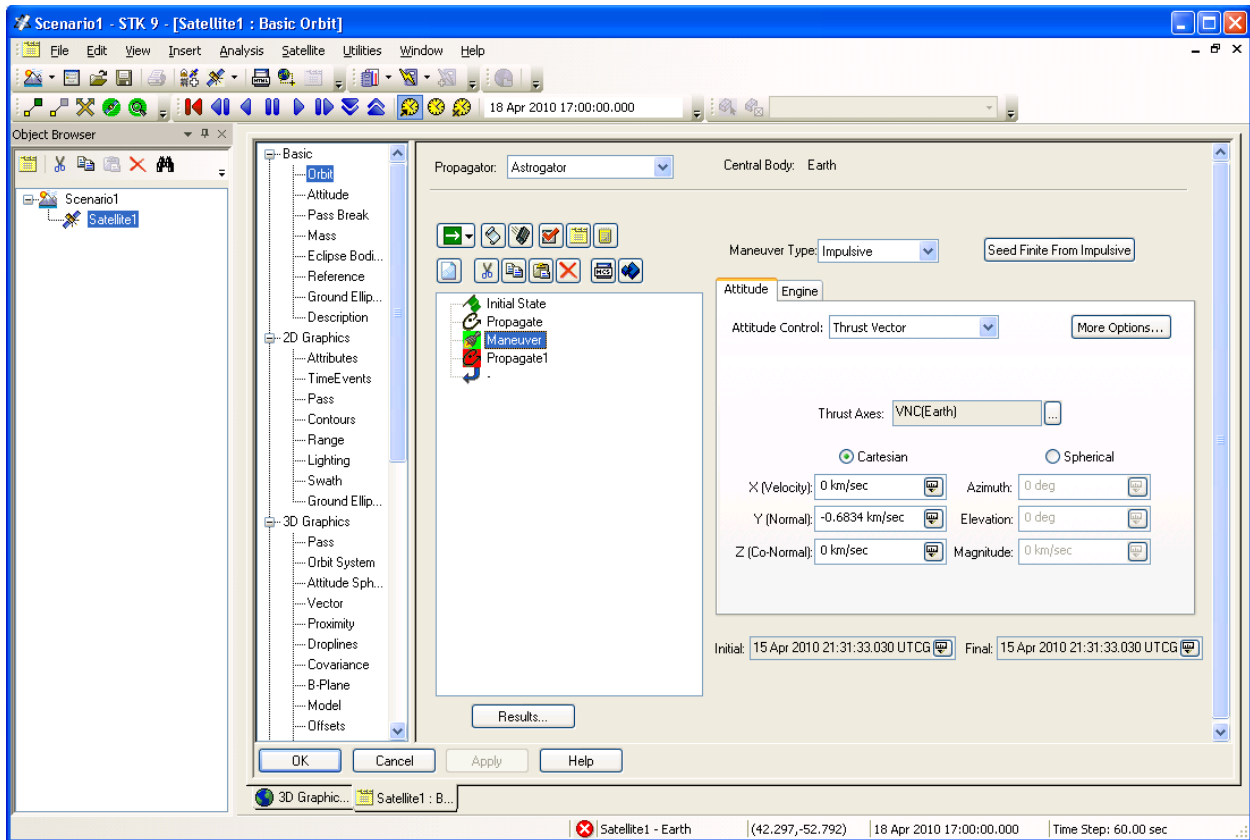 Scenario1 - STK 9 - [Satellite1 : Basic Orbit]
File Edit View Insert Analysis Satellite Utilities Window Help
18 Apr 2010 17:00:00.000
Object Browser
Scenario1
Satellite1
Basic
Orbit
Attitude
Pass Break
Mass
Eclipse Bodi...
Reference
Ground Ellip...
Description
2D Graphics
Attributes
TimeEvents
Pass
Contours
Range
Lighting
Swath
Ground Ellip...
3D Graphics
Pass
Orbit System
Attitude Sph...
Vector
Proximity
Droplines
Covariance
B-Plane
Model
Offsets
Propagator: Astrogator
Central Body: Earth
Initial State
Propagate
Maneuver
Propagate1
-
Results...
Maneuver Type: Impulsive
Seed Finite From Impulsive
Attitude Engine
Attitude Control: Thrust Vector
More Options...
Thrust Axes: VNC(Earth) ...
Cartesian Spherical
X (Velocity): 0 km/sec Azimuth: 0 deg
Y (Normal): -0.6834 km/sec Elevation: 0 deg
Z (Co-Normal): 0 km/sec Magnitude: 0 km/sec
Initial: 15 Apr 2010 21:31:33.030 UTCG Final: 15 Apr 2010 21:31:33.030 UTCG
OK Cancel Apply Help
3D Graphic... Satellite1 : B...
Satellite1 - Earth (42.297,-52.792) 18 Apr 2010 17:00:00.000 Time Step: 60.00 sec